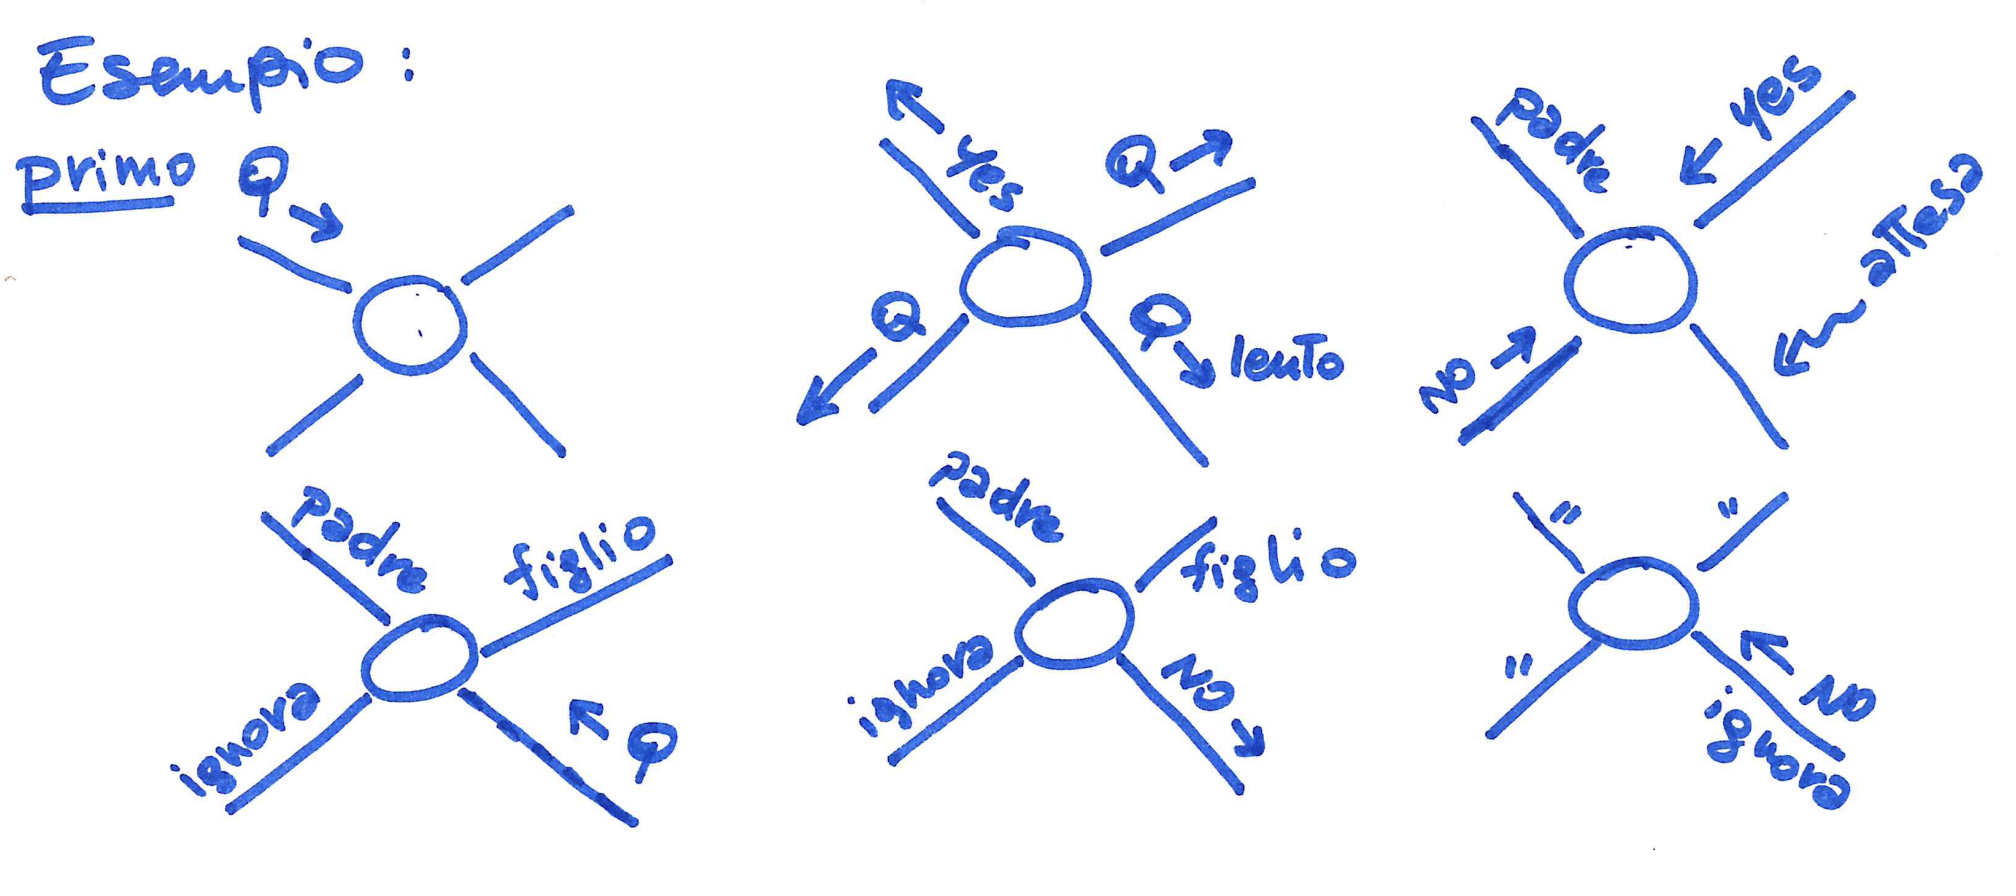 Esempio :
primo Q
Yes
Q
Q
Q
lento
padre
yes
attesa
NO
padre
figlio
ignora
Q
padre
figlio
ignora
NO
"
"
"
NO
ignora